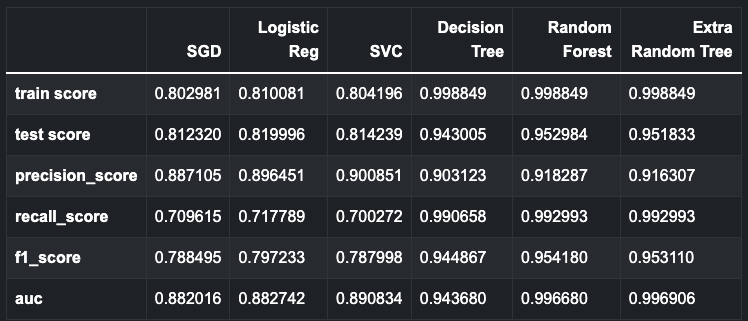 SGD Logistic Reg SVC Decision Tree Random Forest Extra Random Tree
train score 0.802981 0.810081 0.804196 0.998849 0.998849 0.998849
test score 0.812320 0.819996 0.814239 0.943005 0.952984 0.951833
precision_score 0.887105 0.896451 0.900851 0.903123 0.918287 0.916307
recall_score 0.709615 0.717789 0.700272 0.990658 0.992993 0.992993
f1_score 0.788495 0.797233 0.787998 0.944867 0.954180 0.953110
auc 0.882016 0.882742 0.890834 0.943680 0.996680 0.996906